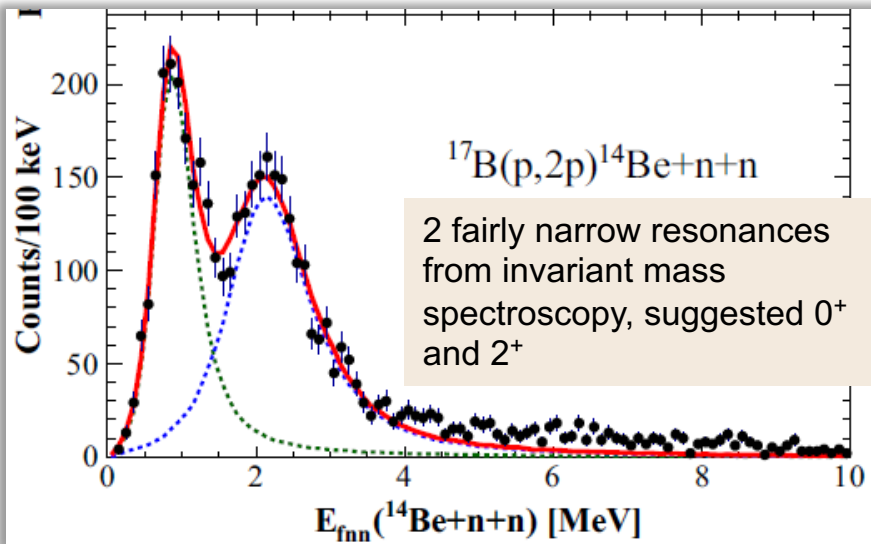 200
150
100
50
0
Counts/100 keV
¹⁷B(p,2p)¹⁴Be+n+n
2 fairly narrow resonances
from invariant mass
spectroscopy, suggested 0⁺
and 2⁺
0 2 4 6 8 10
E_fnn(¹⁴Be+n+n) [MeV]